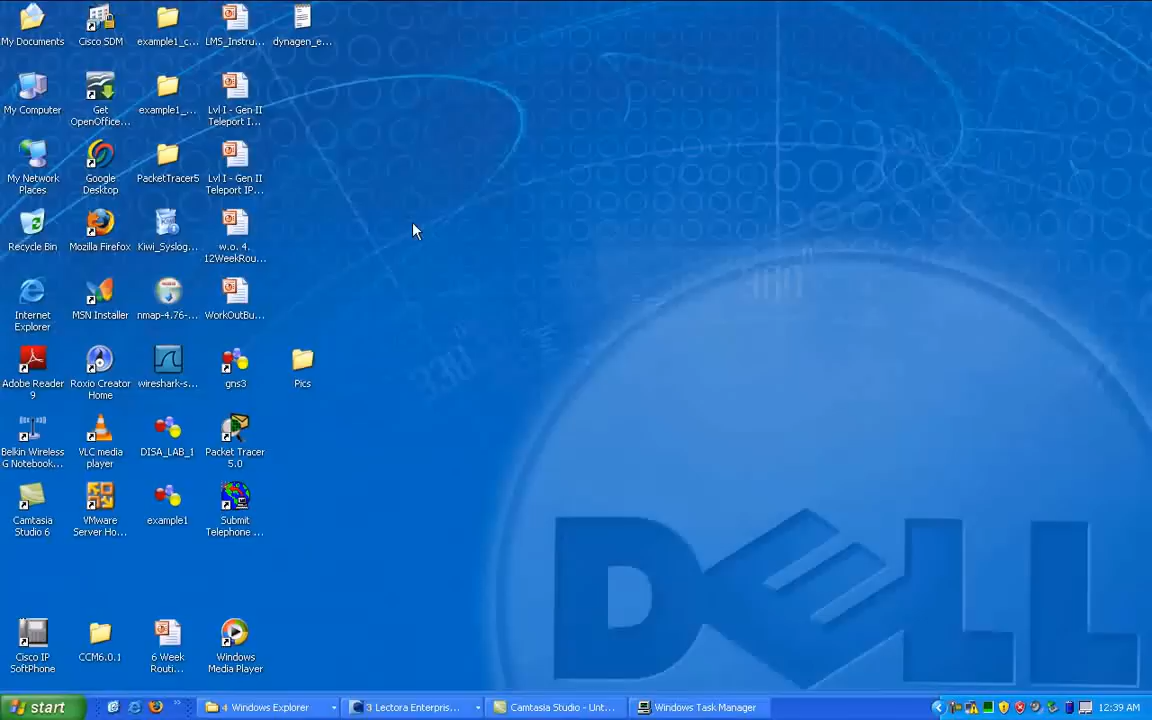 My Documents
Cisco SDM
example1_c...
LMS_Instru...
dynagen_e...
My Computer
Get
OpenOffice...
example1_...
Lvl I - Gen II
Teleport I...
My Network
Places
Google
Desktop
PacketTracer5
Lvl I - Gen II
Teleport IP...
Recycle Bin
Mozilla Firefox
Kiwi_Syslog...
w.o. 4.
12WeekRou...
Internet
Explorer
MSN Installer
nmap-4.76-...
WorkOutBu...
Adobe Reader
9
Roxio Creator
Home
wireshark-s...
gns3
Pics
Belkin Wireless
G Notebook...
VLC media
player
DISA_LAB_1
Packet Tracer
5.0
Camtasia
Studio 6
VMware
Server Ho...
example1
Submit
Telephone ...
Cisco IP
SoftPhone
CCM6.0.1
6 Week
Routi...
Windows
Media Player
DELL
start
4 Windows Explorer
3 Lectora Enterpris...
Camtasia Studio - Unt...
Windows Task Manager
12:39 AM